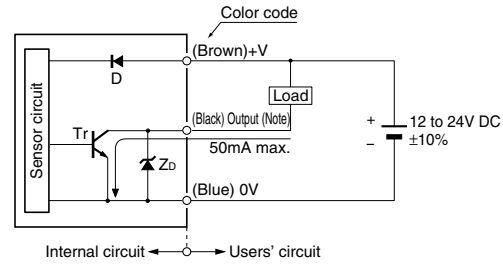 Color code
(Brown)+V
D
Load
Sensor circuit
(Black) Output (Note)
Tr
50mA max.
ZD
+
−
12 to 24V DC
±10%
(Blue) 0V
Internal circuit
Users' circuit